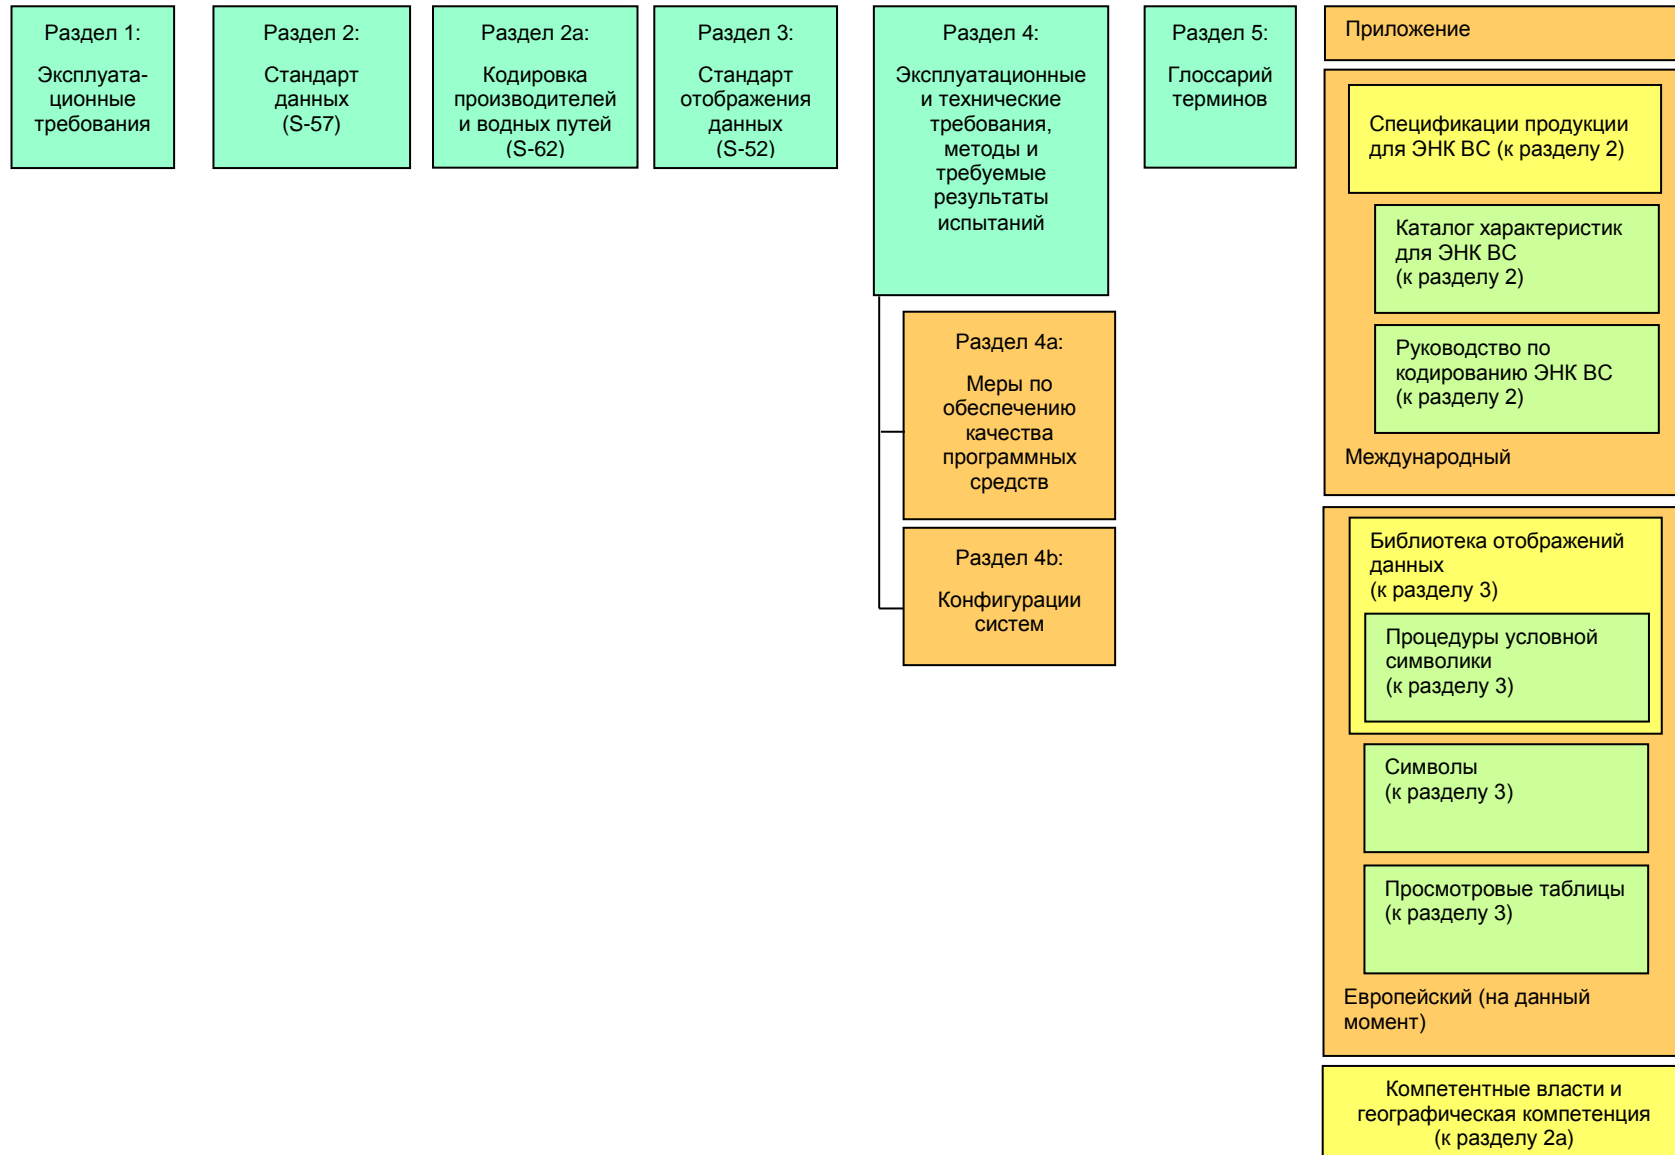 Раздел 1:
Эксплуата-
ционные
требования
Раздел 2:
Стандарт
данных
(S-57)
Раздел 2a:
Кодировка
производителей
и водных путей
(S-62)
Раздел 3:
Стандарт
отображения
данных
(S-52)
Раздел 4:
Эксплуатационные
и технические
требования,
методы и
требуемые
результаты
испытаний
Раздел 4a:
Меры по
обеспечению
качества
программных
средств
Раздел 4b:
Конфигурации
систем
Раздел 5:
Глоссарий
терминов
Приложение
Спецификации продукции
для ЭНК ВС (к разделу 2)
Каталог характеристик
для ЭНК ВС
(к разделу 2)
Руководство по
кодированию ЭНК ВС
(к разделу 2)
Международный
Библиотека отображений
данных
(к разделу 3)
Процедуры условной
символики
(к разделу 3)
Символы
(к разделу 3)
Просмотровые таблицы
(к разделу 3)
Европейский (на данный
момент)
Компетентные власти и
географическая компетенция
(к разделу 2a)